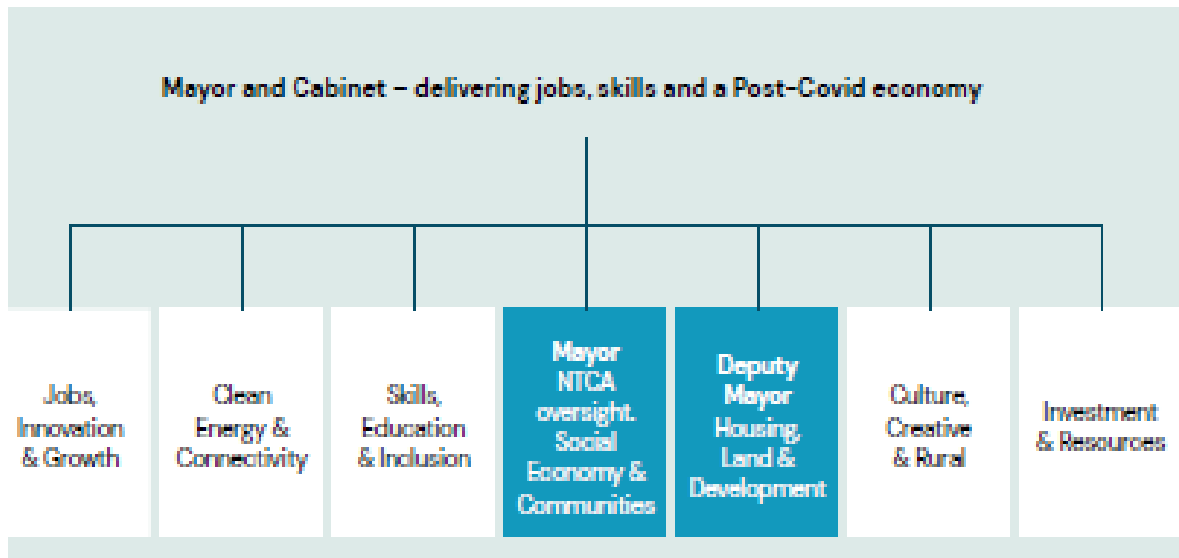 Mayor and Cabinet – delivering jobs, skills and a Post-Covid economy
Jobs,
Innovation
& Growth
Clean
Energy &
Connectivity
Skills,
Education
& Inclusion
Mayor
NTCA
oversight.
Social
Economy &
Communities
Deputy
Mayor
Housing,
Land &
Development
Culture,
Creative
& Rural
Investment
& Resources